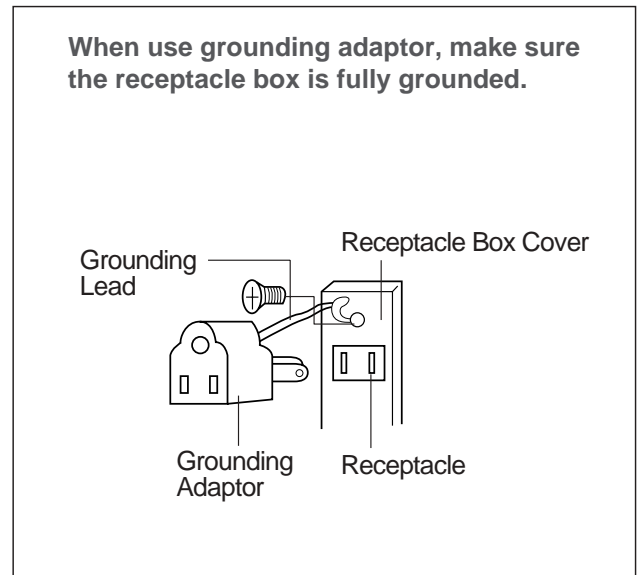 When use grounding adaptor, make sure
the receptacle box is fully grounded.
Receptacle Box Cover
Grounding
Lead
Grounding
Adaptor
Receptacle